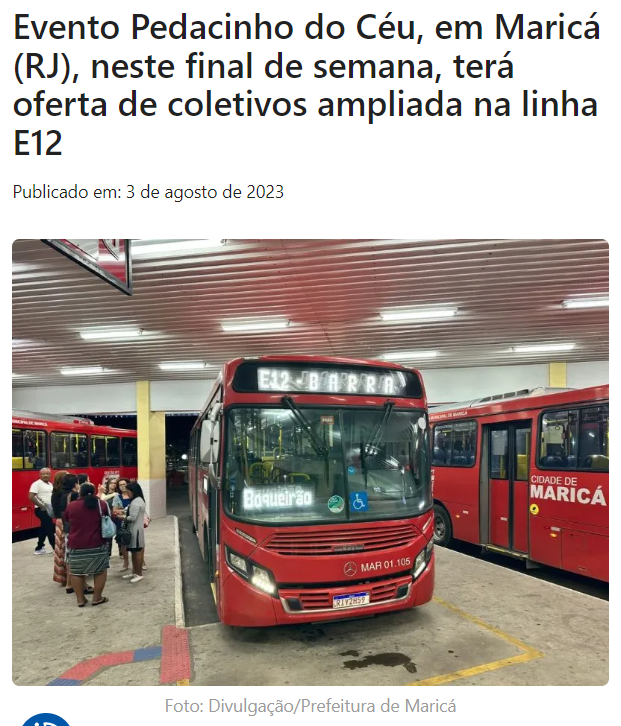 Evento Pedacinho do Céu, em Maricá
(RJ), neste final de semana, terá
oferta de coletivos ampliada na linha
E12
Publicado em: 3 de agosto de 2023
E12-BARRA
Boqueirão
CIDADE DE
MARICÁ
MAR 01.105
Foto: Divulgação/Prefeitura de Maricá